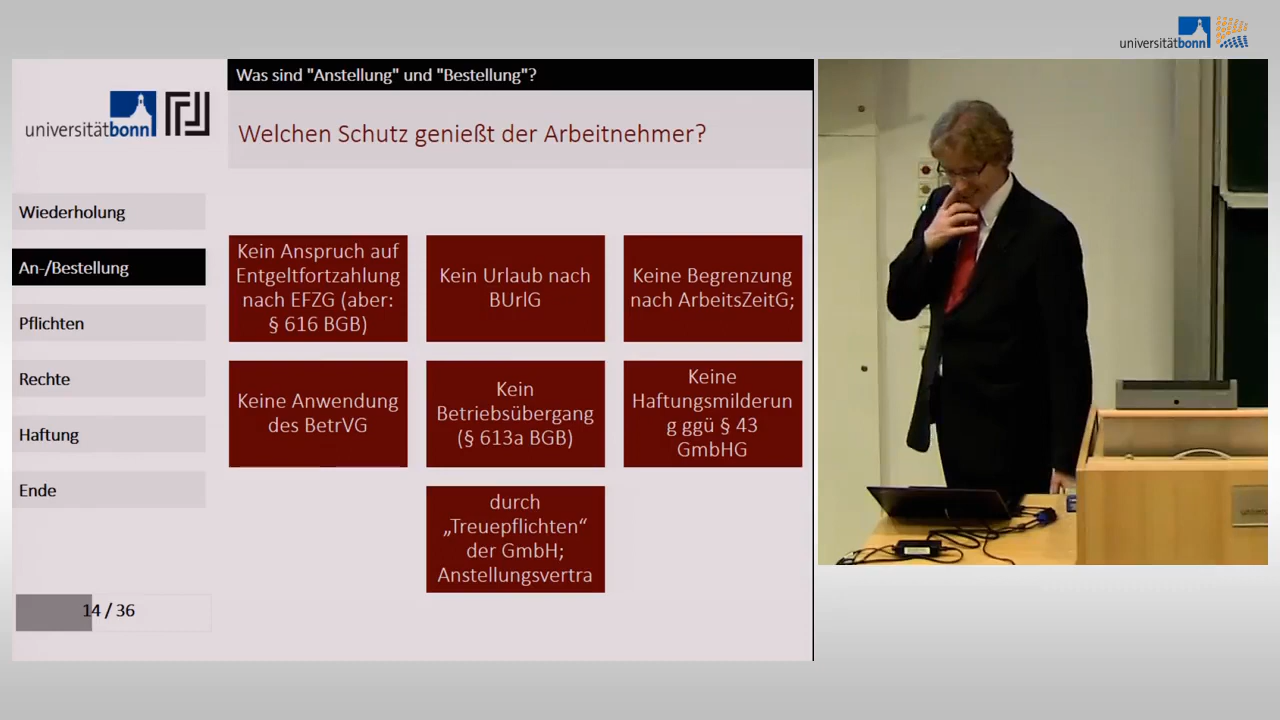 universitätbonn
Was sind "Anstellung" und "Bestellung"?
universitätbonn
Welchen Schutz genießt der Arbeitnehmer?
Wiederholung
An-/Bestellung
Pflichten
Rechte
Haftung
Ende
14 / 36
Kein Anspruch auf
Entgeltfortzahlung
nach EFZG (aber:
§ 616 BGB)
Kein Urlaub nach
BUrlG
Keine Begrenzung
nach ArbeitsZeitG;
Keine Anwendung
des BetrVG
Kein
Betriebsübergang
(§ 613a BGB)
Keine
Haftungsmilderun
g ggü § 43
GmbHG
durch
„Treuepflichten“
der GmbH;
Anstellungsvertra